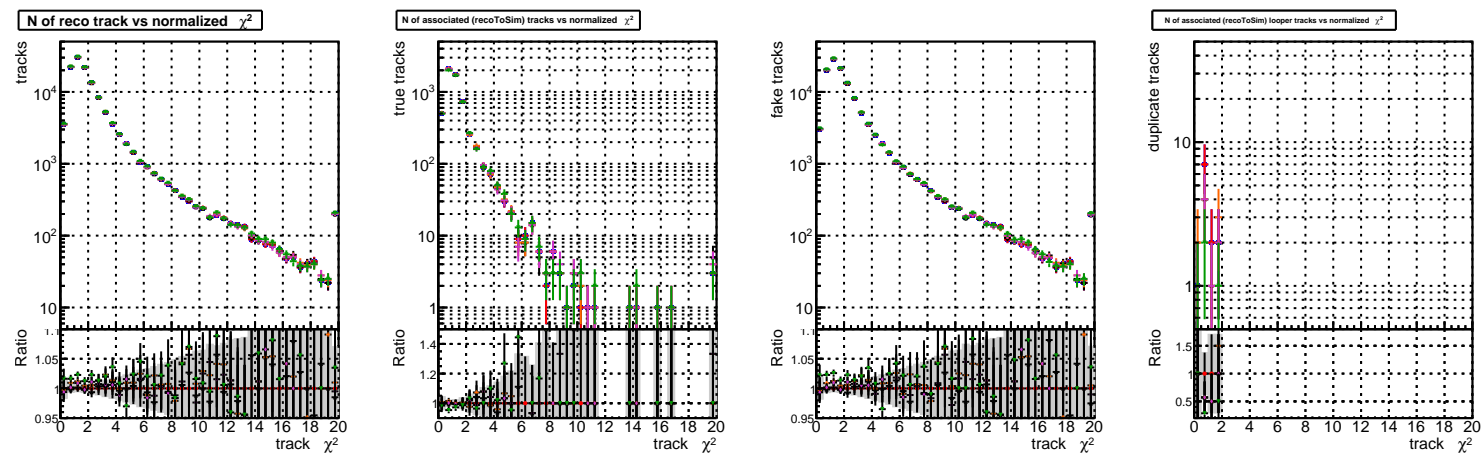 N of reco track vs normalized χ²
tracks
10⁴
10³
10²
10
Ratio
1.1
1.05
1
0.95
0 2 4 6 8 10 12 14 16 18 20
track χ²
N of associated (recoToSim) tracks vs normalized χ²
true tracks
10³
10²
10
1
Ratio
1.4
1.2
1
0 2 4 6 8 10 12 14 16 18 20
track χ²
fake tracks
10⁴
10³
10²
10
Ratio
1.1
1.05
1
0.95
0 2 4 6 8 10 12 14 16 18 20
track χ²
N of associated (recoToSim) looper tracks vs normalized χ²
duplicate tracks
10
1
Ratio
1.5
1
0.5
0 2 4 6 8 10 12 14 16 18 20
track χ²